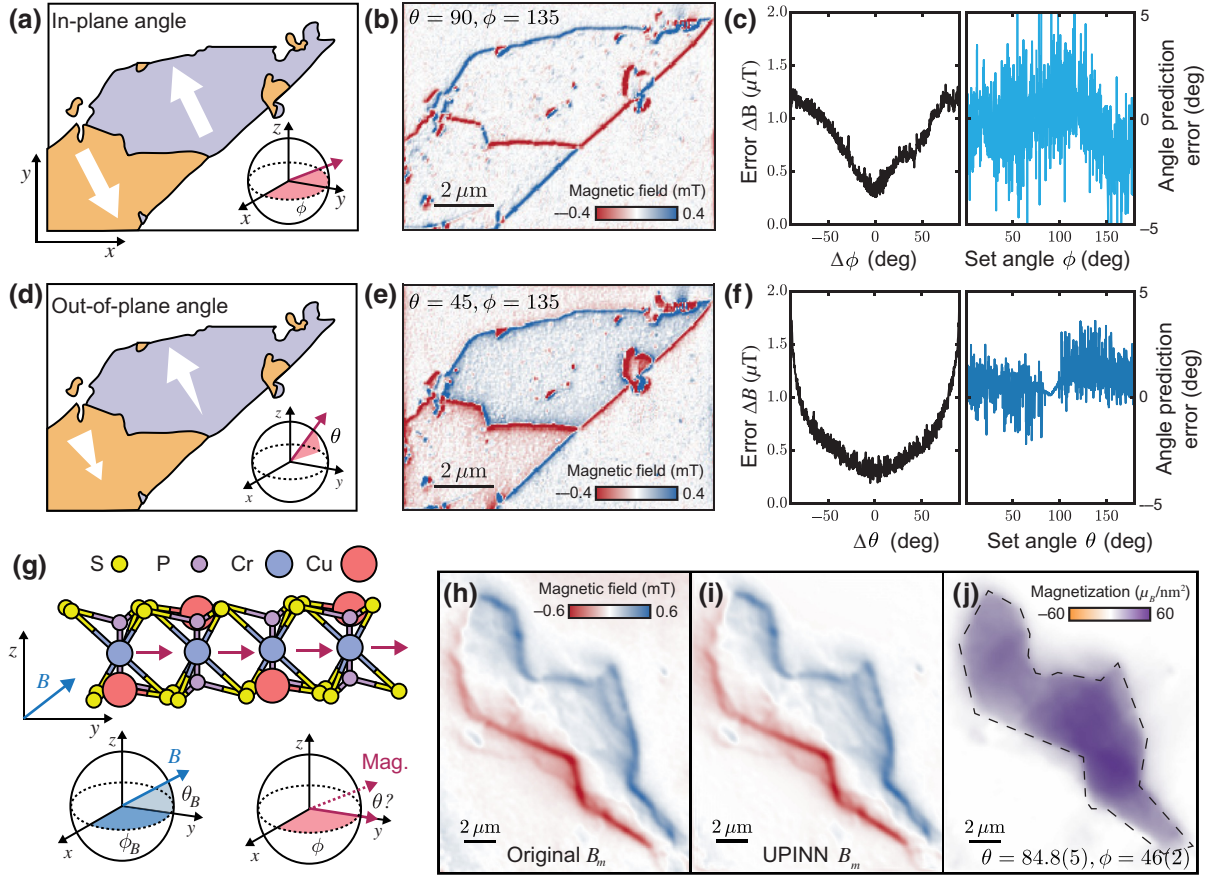 (a) In-plane angle
z
y
x
ϕ
y
x
(b) θ = 90, ϕ = 135
2 μm
Magnetic field (mT)
−−0.4 0.4
(c)
2.0
1.5
1.0
0.5
0.0
Error ΔB (μT)
−50 0 50
Δϕ (deg)
5
0
−5
Angle prediction
error (deg)
50 100 150
Set angle ϕ (deg)
(d) Out-of-plane angle
z
θ
y
x
(e) θ = 45, ϕ = 135
2 μm
Magnetic field (mT)
−−0.4 0.4
(f)
2.0
1.5
1.0
0.5
0.0
Error ΔB (μT)
−50 0 50
Δθ (deg)
5
0
−5
Angle prediction
error (deg)
50 100 150
Set angle θ (deg)
(g) S P Cr Cu
z
B
y
z
B
θB
y
x
ϕB
z
Mag.
θ?
y
x
ϕ
(h) Magnetic field (mT)
−0.6 0.6
2 μm
Original Bm
(i)
2 μm
UPINN Bm
(j) Magnetization (μB/nm²)
−60 60
2 μm
θ = 84.8(5), ϕ = 46(2)